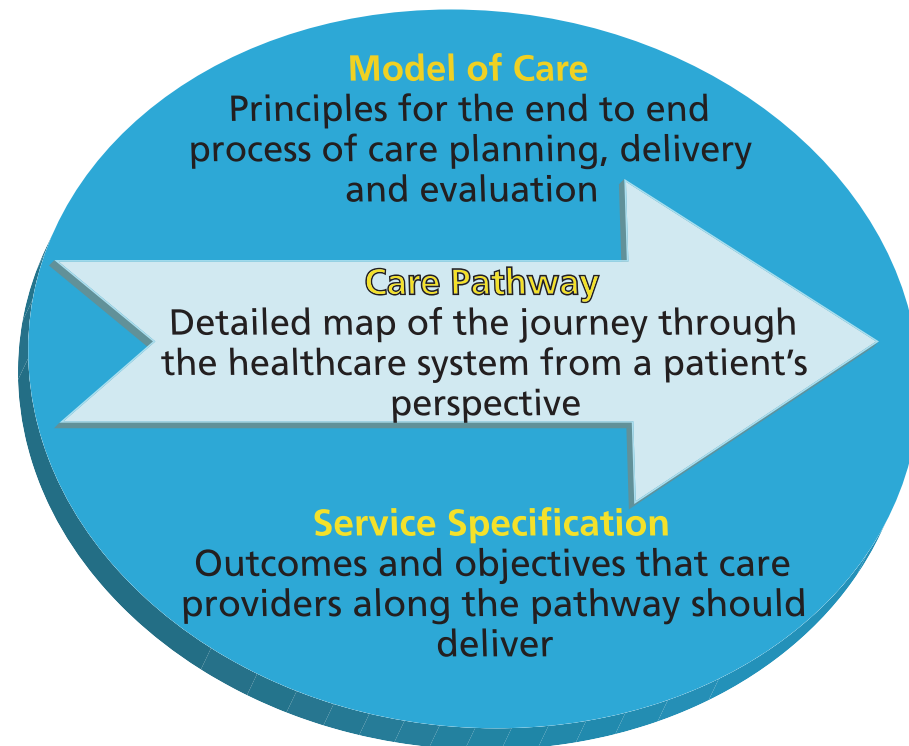 Model of Care
Principles for the end to end
process of care planning, delivery
and evaluation
Care Pathway
Detailed map of the journey through
the healthcare system from a patient’s
perspective
Service Specification
Outcomes and objectives that care
providers along the pathway should
deliver